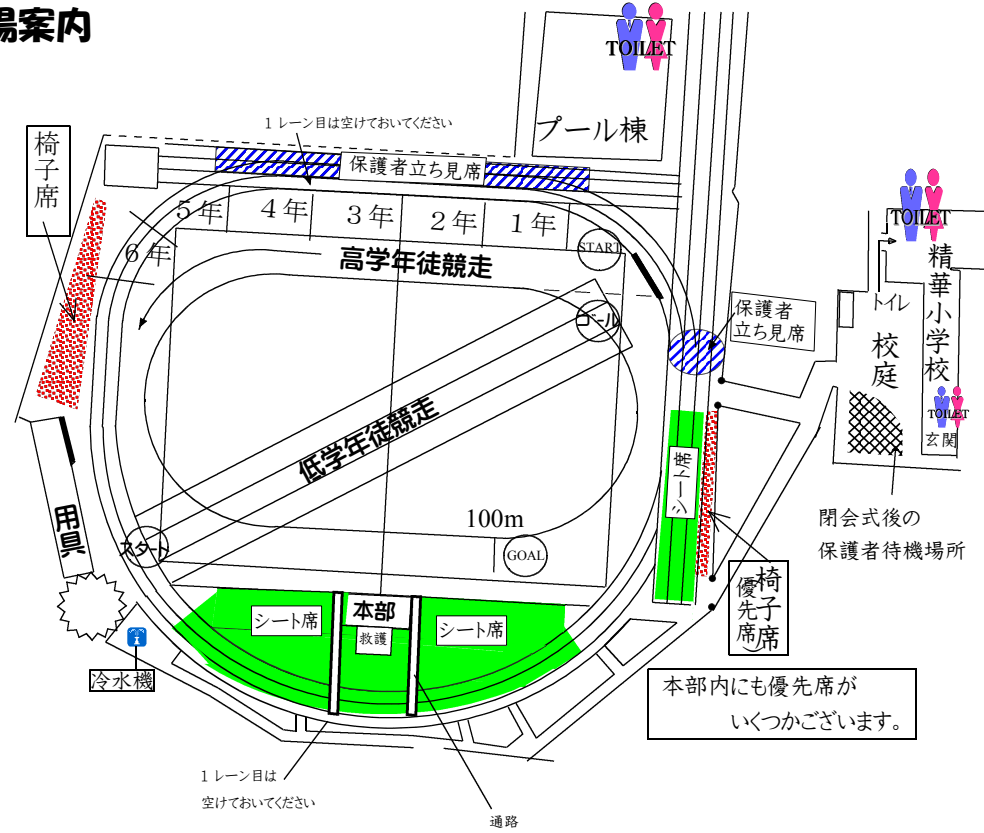 場案内
TOILET
プール棟
1 レーン目は空けておいてください
椅子席
保護者立ち見席
5年
4年
3年
2年
1年
6年
START
高学年徒競走
ゴール
保護者
立ち見席
TOILET
精華小学校
トイレ
校庭
TOILET
玄関
低学年徒競走
シート席
用具
スタート
100m
GOAL
閉会式後の
保護者待機場所
椅子席
(優先席)
シート席
本部
救護
シート席
冷水機
本部内にも優先席が
いくつかございます。
1 レーン目は
空けておいてください
通路